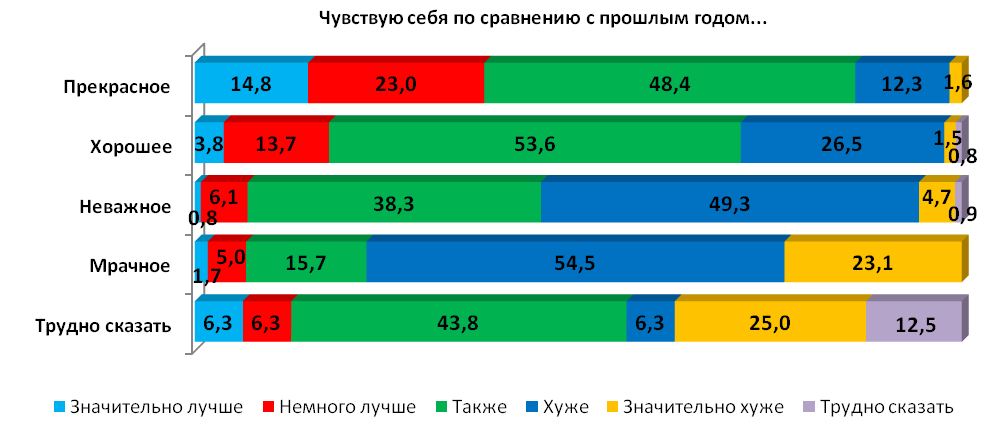 Чувствую себя по сравнению с прошлым годом...
Прекрасное 14,8 23,0 48,4 12,3 1,6
Хорошее 3,8 13,7 53,6 26,5 1,5 0,8
Неважное 0,8 6,1 38,3 49,3 4,7 0,9
Мрачное 1,7 5,0 15,7 54,5 23,1
Трудно сказать 6,3 6,3 43,8 6,3 25,0 12,5
Значительно лучше Немного лучше Также Хуже Значительно хуже Трудно сказать